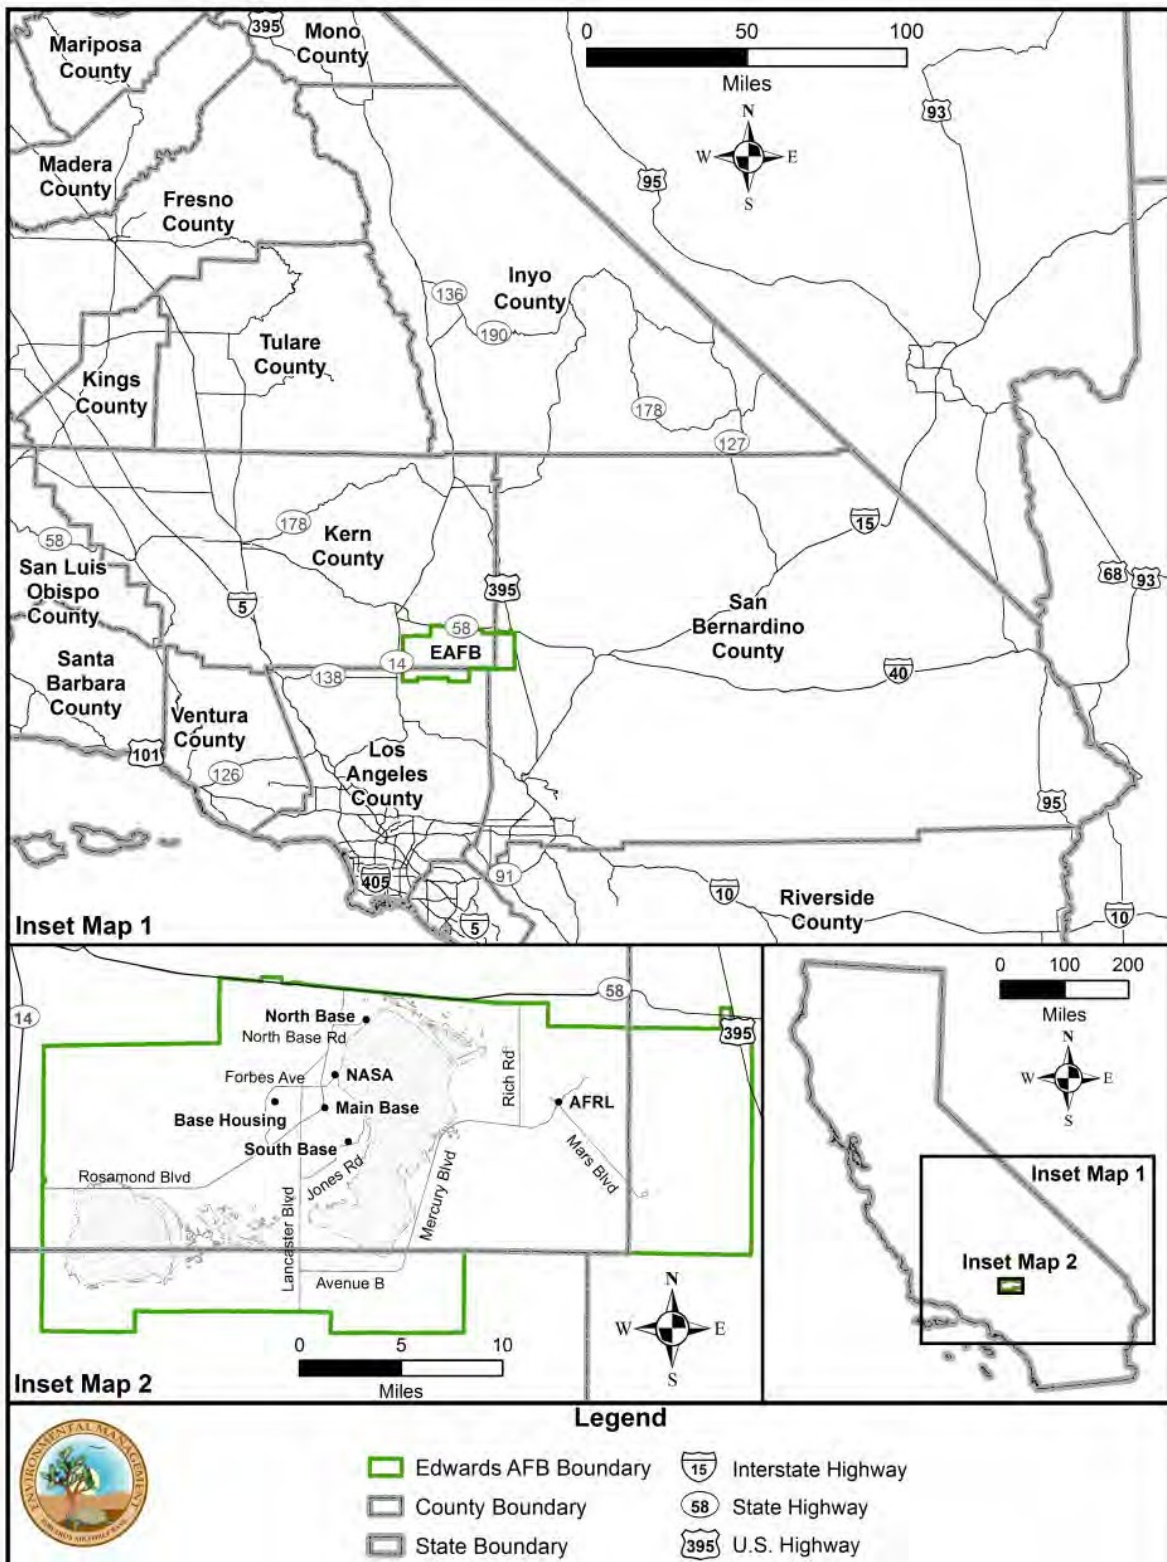 395
Mono
County
Mariposa
County
0 50 100
Miles
N
W E
S
93
95
Madera
County
Fresno
County
Inyo
County
136
190
Tulare
County
Kings
County
178
127
178
58
Kern
County
15
San Luis
Obispo
County
5
395
68
93
San
Bernardino
County
58
EAFB
14
138
40
Santa
Barbara
County
Ventura
County
101
126
Los
Angeles
County
95
91
405
10
Riverside
County
5
10
Inset Map 1
14
58
395
North Base
North Base Rd
NASA
Forbes Ave
Rich Rd
Base Housing
Main Base
AFRL
South Base
Jones Rd
Mars Blvd
Mercury Blvd
Rosamond Blvd
Lancaster Blvd
Avenue B
N
W E
S
0 5 10
Miles
Inset Map 2
0 100 200
Miles
N
W E
S
Inset Map 1
Inset Map 2
Legend
ENVIRONMENTAL MANAGEMENT
EDWARDS AIR FORCE BASE
Edwards AFB Boundary
County Boundary
State Boundary
15 Interstate Highway
58 State Highway
395 U.S. Highway